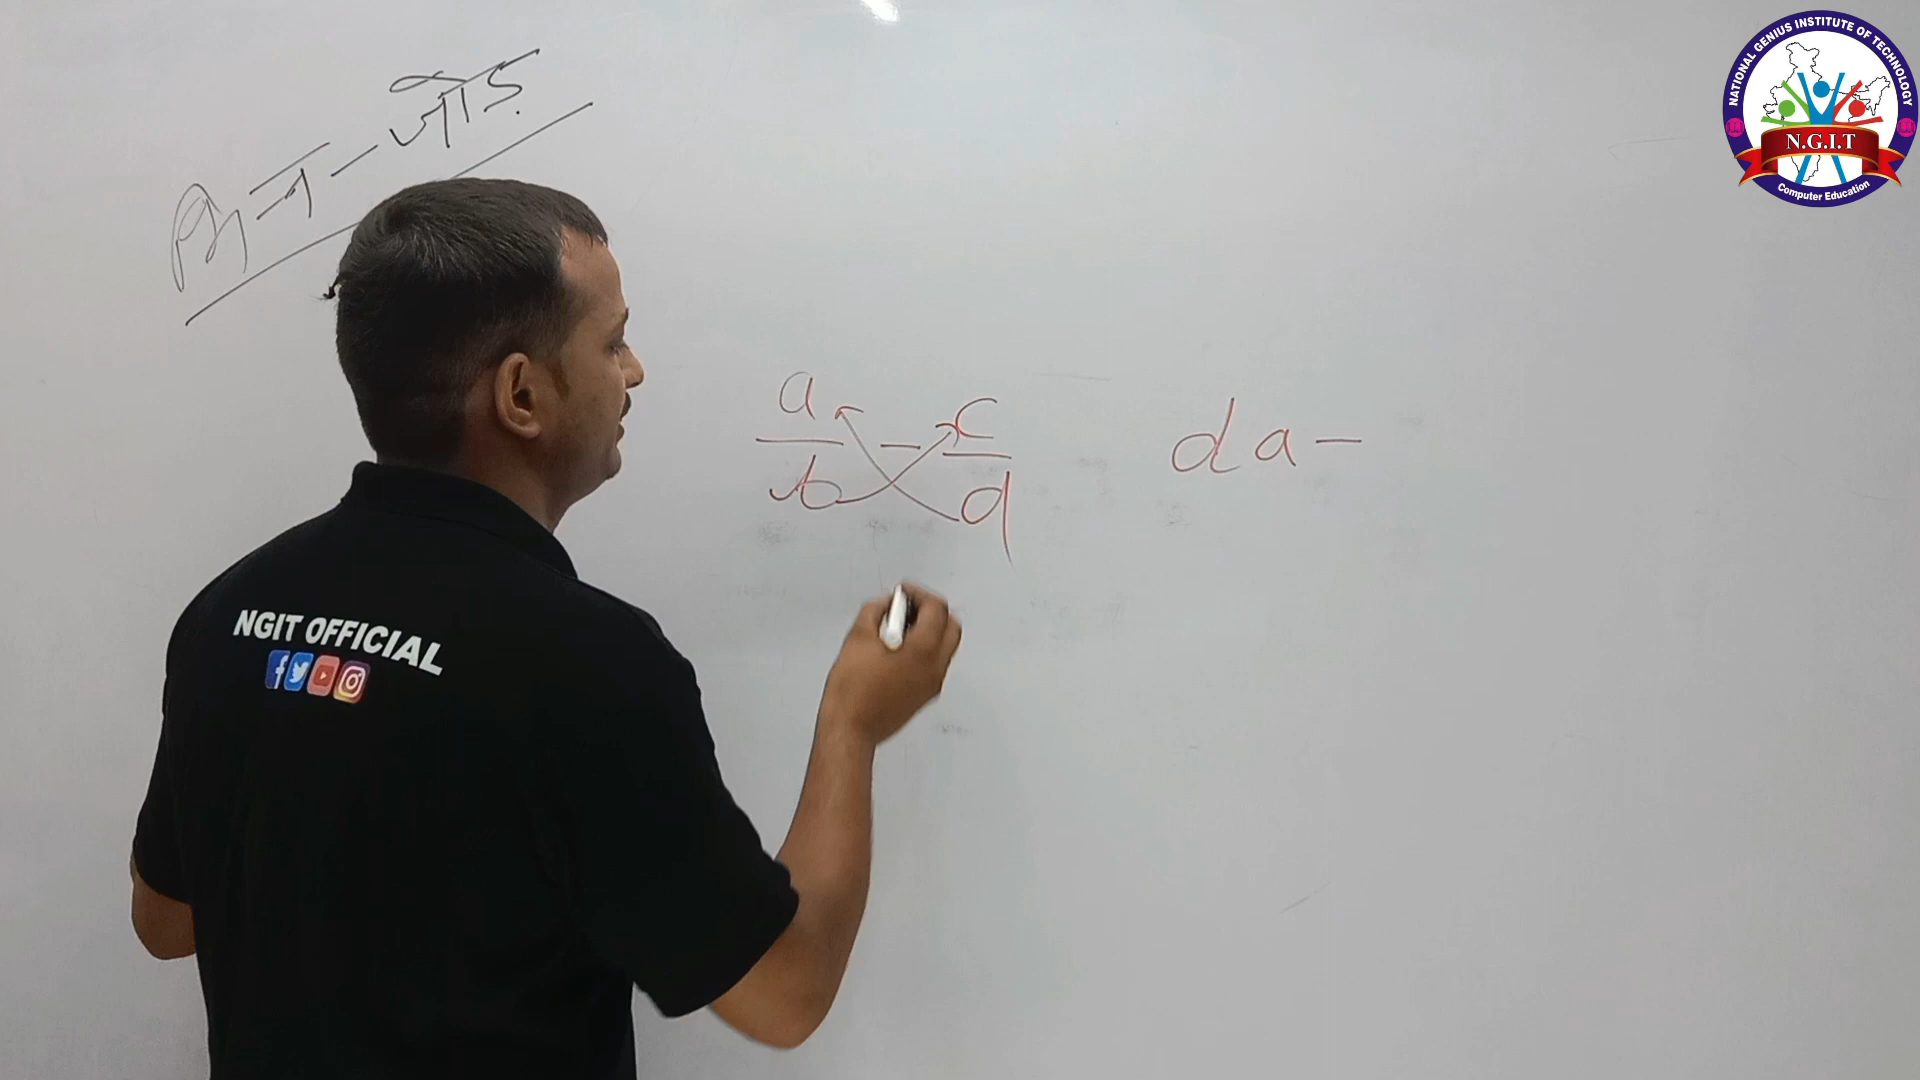 भिन्न - जोड़
a/b - c/d
da -
NGIT OFFICIAL
NATIONAL GENIUS INSTITUTE OF TECHNOLOGY
N.G.I.T
Computer Education